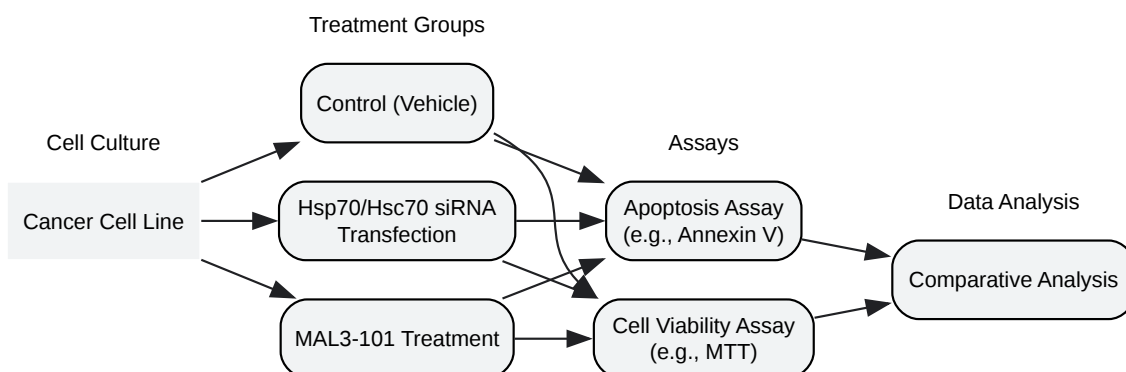 Treatment Groups
Control (Vehicle)
Cell Culture
Assays
Cancer Cell Line
Hsp70/Hsc70 siRNA
Transfection
Apoptosis Assay
(e.g., Annexin V)
Data Analysis
Comparative Analysis
MAL3-101 Treatment
Cell Viability Assay
(e.g., MTT)